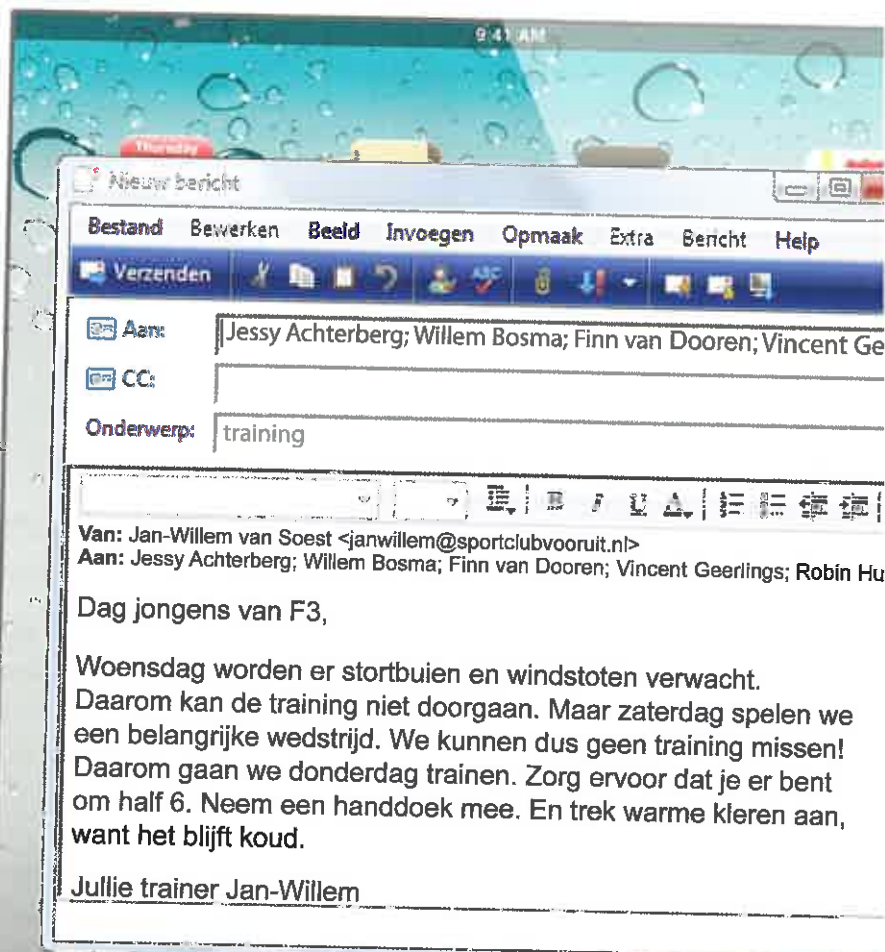 9:41 AM
Thursday
Nieuw bericht
Bestand Bewerken Beeld Invoegen Opmaak Extra Bericht Help
Verzenden ABC
Aan: Jessy Achterberg; Willem Bosma; Finn van Dooren; Vincent Ge
CC:
Onderwerp: training
B I U A
Van: Jan-Willem van Soest <janwillem@sportclubvooruit.nl>
Aan: Jessy Achterberg; Willem Bosma; Finn van Dooren; Vincent Geerlings; Robin Hu
Dag jongens van F3,
Woensdag worden er stortbuien en windstoten verwacht.
Daarom kan de training niet doorgaan. Maar zaterdag spelen we
een belangrijke wedstrijd. We kunnen dus geen training missen!
Daarom gaan we donderdag trainen. Zorg ervoor dat je er bent
om half 6. Neem een handdoek mee. En trek warme kleren aan,
want het blijft koud.
Jullie trainer Jan-Willem